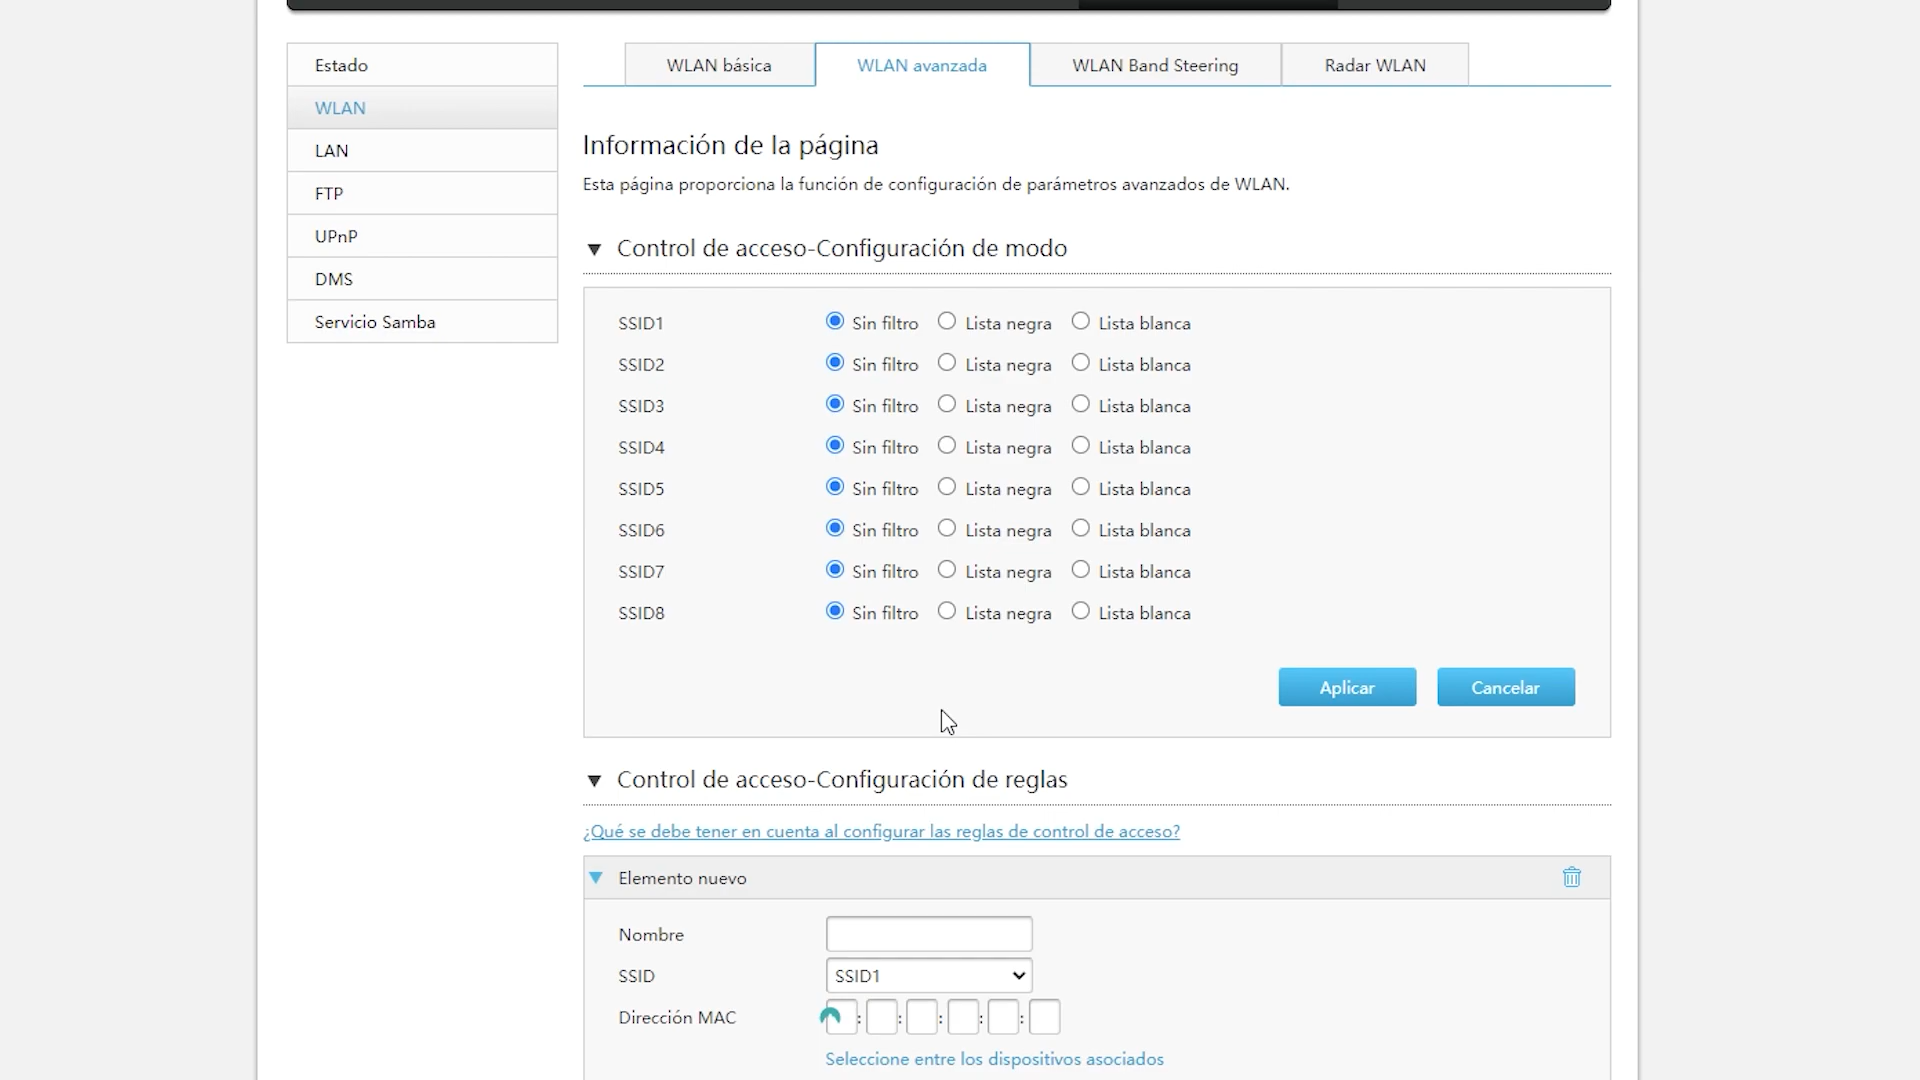 Estado
WLAN
LAN
FTP
UPnP
DMS
Servicio Samba
WLAN básica WLAN avanzada WLAN Band Steering Radar WLAN
Información de la página
Esta página proporciona la función de configuración de parámetros avanzados de WLAN.
▼ Control de acceso-Configuración de modo
SSID1 Sin filtro Lista negra Lista blanca
SSID2 Sin filtro Lista negra Lista blanca
SSID3 Sin filtro Lista negra Lista blanca
SSID4 Sin filtro Lista negra Lista blanca
SSID5 Sin filtro Lista negra Lista blanca
SSID6 Sin filtro Lista negra Lista blanca
SSID7 Sin filtro Lista negra Lista blanca
SSID8 Sin filtro Lista negra Lista blanca
Aplicar Cancelar
▼ Control de acceso-Configuración de reglas
¿Qué se debe tener en cuenta al configurar las reglas de control de acceso?
▼ Elemento nuevo
Nombre
SSID SSID1
Dirección MAC : : : : :
Seleccione entre los dispositivos asociados